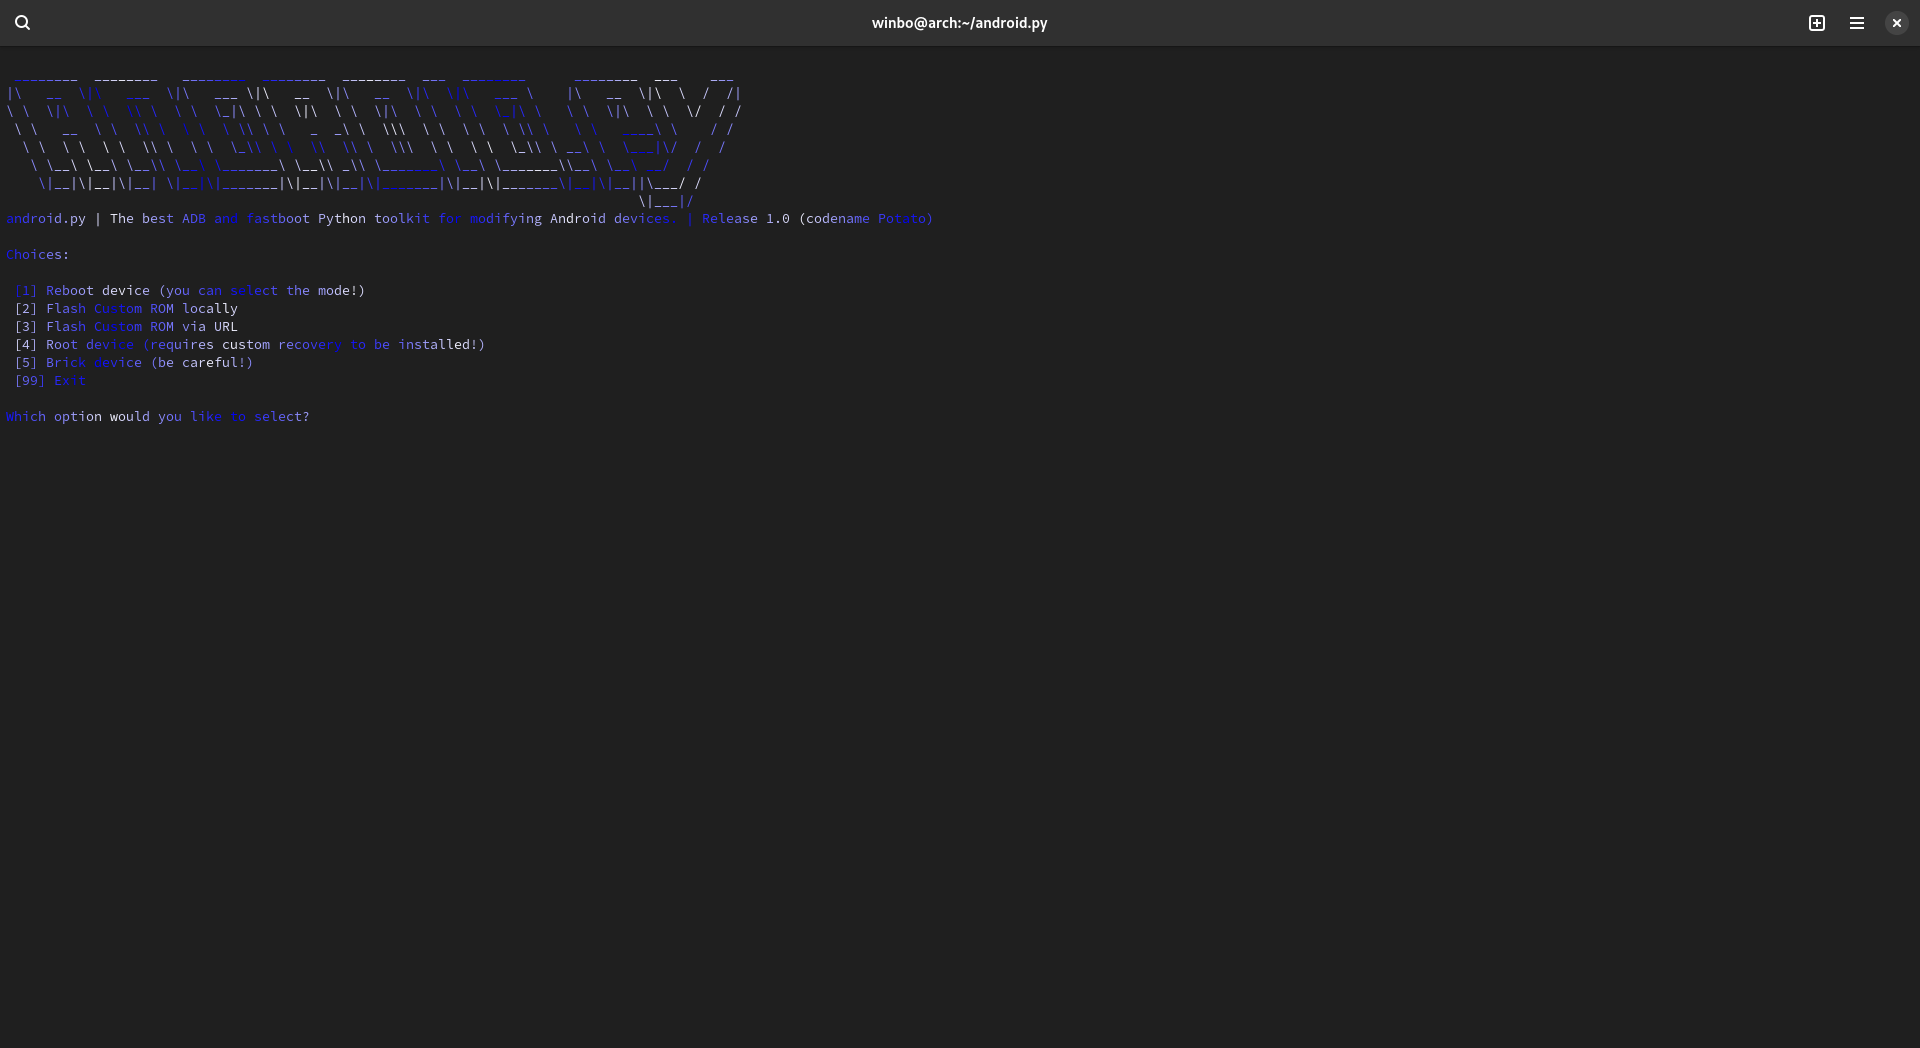 winbo@arch:~/android.py
android.py | The best ADB and fastboot Python toolkit for modifying Android devices. | Release 1.0 (codename Potato)
Choices:
[1] Reboot device (you can select the mode!)
[2] Flash Custom ROM locally
[3] Flash Custom ROM via URL
[4] Root device (requires custom recovery to be installed!)
[5] Brick device (be careful!)
[99] Exit
Which option would you like to select?